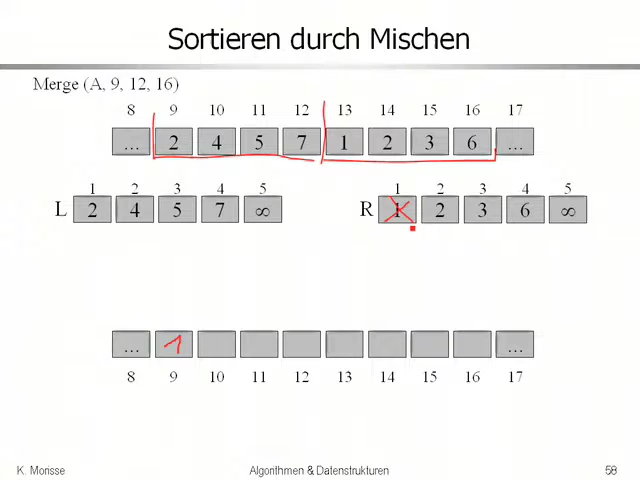 Sortieren durch Mischen
Merge (A, 9, 12, 16)
8 9 10 11 12 13 14 15 16 17
... 2 4 5 7 1 2 3 6 ...
1 2 3 4 5 1 2 3 4 5
L 2 4 5 7 ∞ R 1 2 3 6 ∞
... 1 ...
8 9 10 11 12 13 14 15 16 17
K. Morisse Algorithmen & Datenstrukturen 58